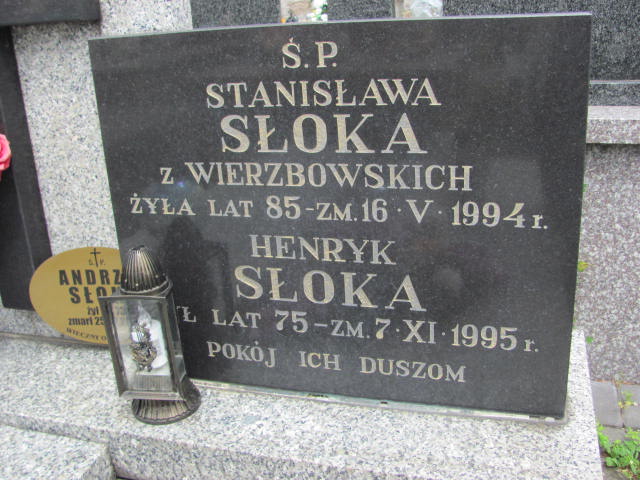 Ś.P.
STANISŁAWA
SŁOKA
Z WIERZBOWSKICH
ŻYŁA LAT 85-ZM. 16·V·1994 r.
HENRYK
SŁOKA
LAT 75-ZM. 7·XI·1995 r.
POKÓJ ICH DUSZOM
Ś.P.
zmarł